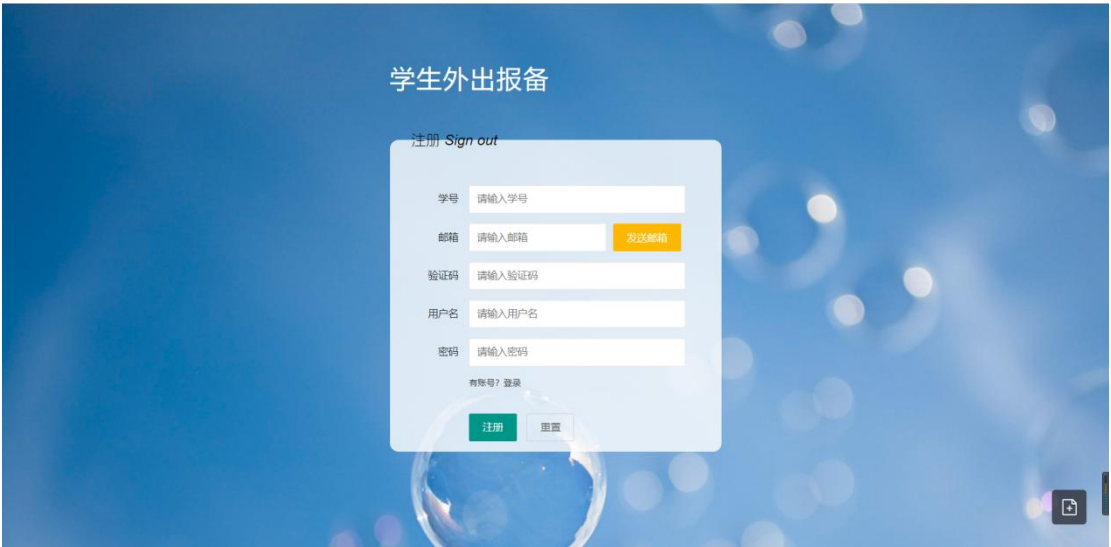 学生外出报备
注册 Sign out
学号 请输入学号
邮箱 请输入邮箱 发送邮箱
验证码 请输入验证码
用户名 请输入用户名
密码 请输入密码
有账号? 登录
注册 重置